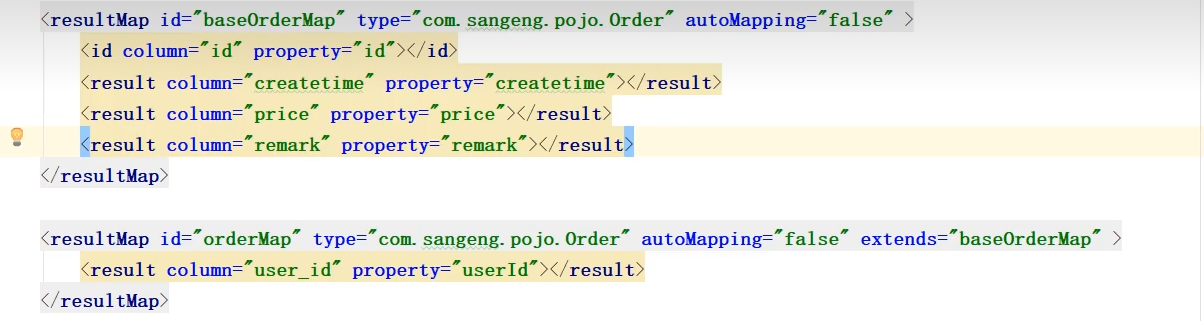 <resultMap id="baseOrderMap" type="com.sangeng.pojo.Order" autoMapping="false" >
<id column="id" property="id"></id>
<result column="createtime" property="createtime"></result>
<result column="price" property="price"></result>
<result column="remark" property="remark"></result>
</resultMap>
<resultMap id="orderMap" type="com.sangeng.pojo.Order" autoMapping="false" extends="baseOrderMap" >
<result column="user_id" property="userId"></result>
</resultMap>